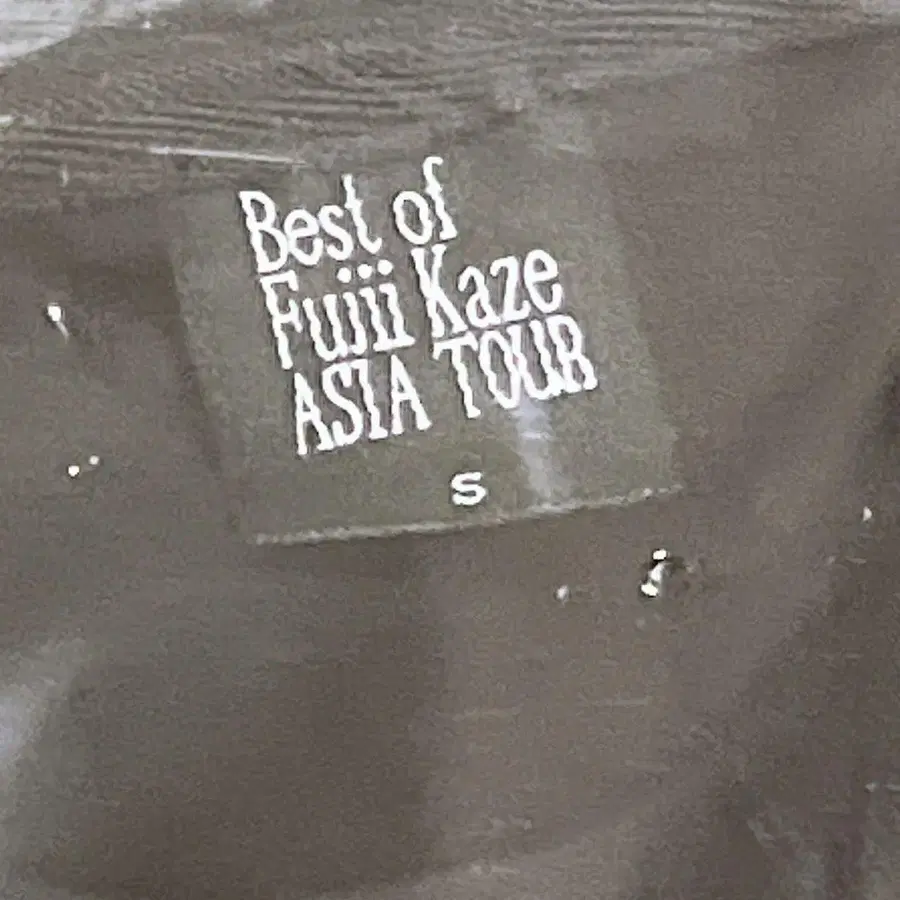 Best of
Fujii Kaze
ASIA TOUR
S